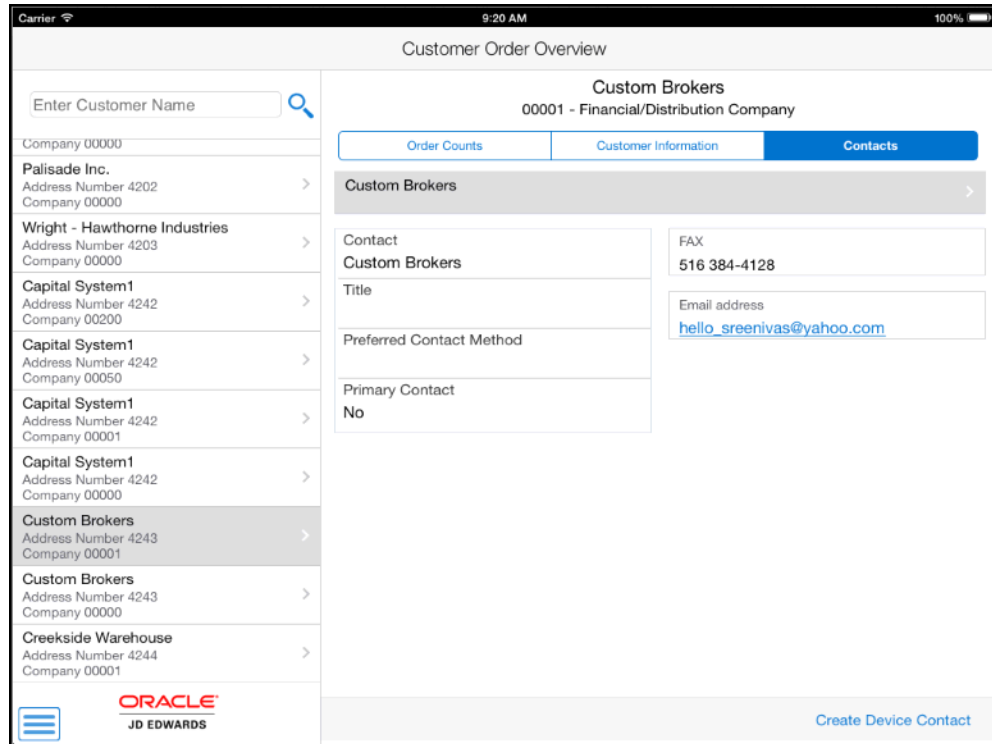 Carrier
9:20 AM
100%
Customer Order Overview
Enter Customer Name
Company 00000
Palisade Inc.
Address Number 4202
Company 00000
Wright - Hawthorne Industries
Address Number 4203
Company 00000
Capital System1
Address Number 4242
Company 00200
Capital System1
Address Number 4242
Company 00050
Capital System1
Address Number 4242
Company 00001
Capital System1
Address Number 4242
Company 00000
Custom Brokers
Address Number 4243
Company 00001
Custom Brokers
Address Number 4243
Company 00000
Creekside Warehouse
Address Number 4244
Company 00001
ORACLE
JD EDWARDS
Custom Brokers
00001 - Financial/Distribution Company
Order Counts
Customer Information
Contacts
Custom Brokers
Contact
Custom Brokers
Title
Preferred Contact Method
Primary Contact
No
FAX
516 384-4128
Email address
hello_sreenivas@yahoo.com
Create Device Contact